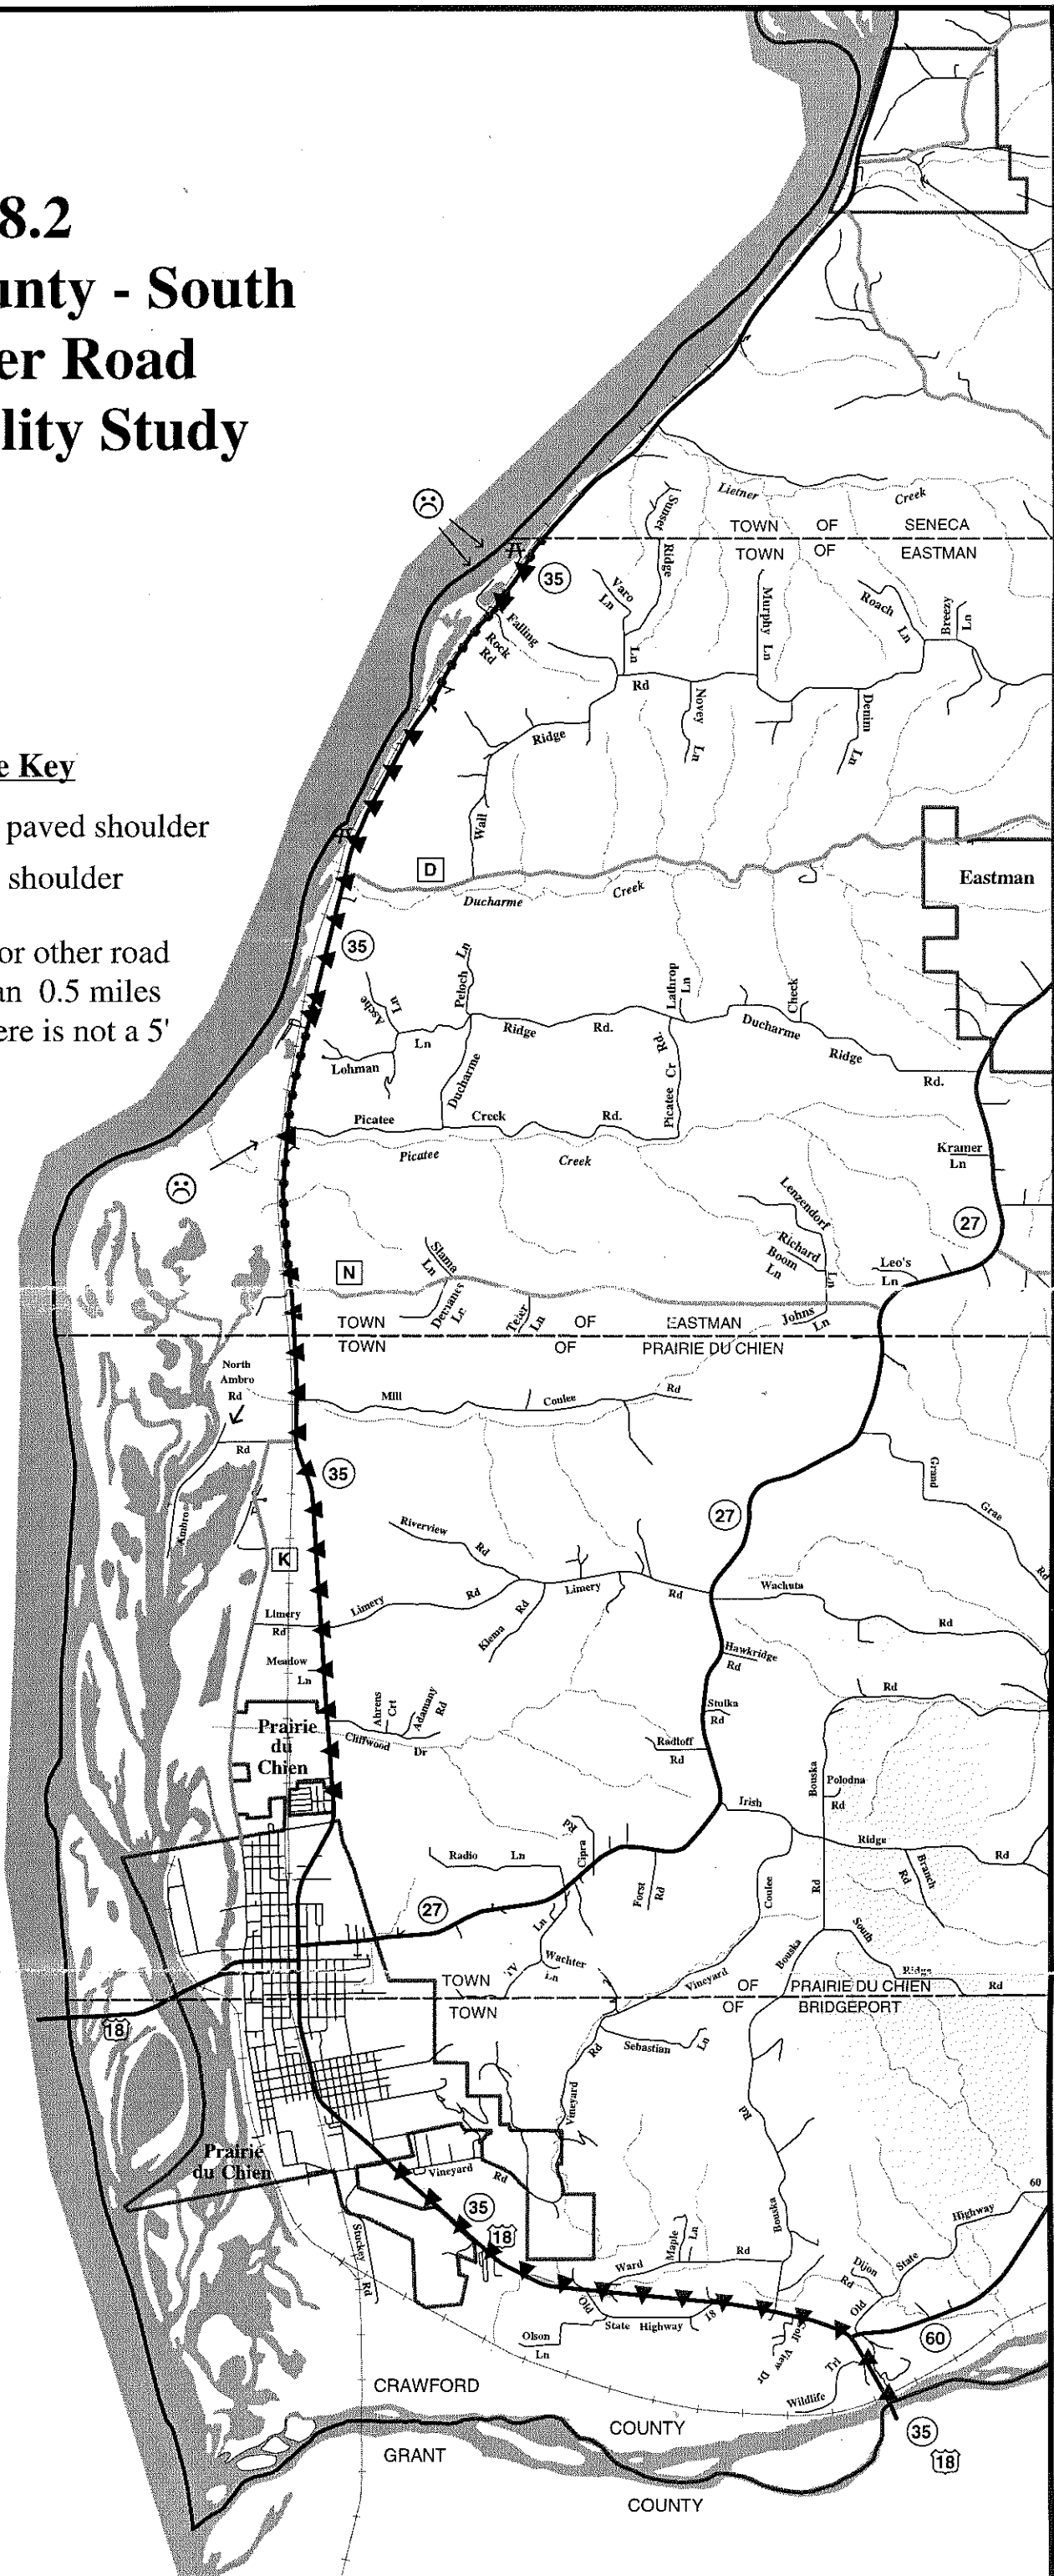 8.2
unty - South
er Road
lity Study
Lietner Creek
TOWN OF SENECA
TOWN OF EASTMAN
35
Sunset
Ridge
Varo
Ln
Ln
Murphy Ln
Roach
Ln
Breezy
Ln
Falling
Rock
Rd
Rd
Novey
Ln
Denim
Ln
Ridge
Wall
e Key
paved shoulder
shoulder
or other road
an 0.5 miles
ere is not a 5'
D
Ducharme Creek
Eastman
35
Asche
Ln
Peloch Ln
Lathrop
Ln
Check
Ridge Rd.
Ducharme
Ridge
Rd.
Ln
Lohman
Ducharme
Picatee Cr Rd.
Picatee Creek Rd.
Picatee Creek
Kramer
Ln
27
Lenzendorf
Ln
Richard
Boom
Ln
Leo's
Ln
N
Slama
Ln
Teier
Ln
Johns
Ln
TOWN OF EASTMAN
TOWN OF PRAIRIE DU CHIEN
North
Ambro
Rd
Mill Coulee Rd
Rd
Ambro
35
27
Grand
Grae
Rd
K
Riverview
Rd
Limery
Rd
Limery Rd
Limery
Rd
Klema
Rd
Wachuta
Rd
Meadow
Ln
Hawkridge
Rd
Rd
Stulka
Rd
Ahrens
Crt
Adamany
Rd
Cliffwood Dr
Radloff
Rd
Prairie
du
Chien
Bouska
Polodna
Rd
Irish
Ridge
Rd
Branch
Rd
Radio Ln
Rd
Cipra
Forst
Rd
Coulee
Rd
27
Ln
Wachter
Ln
Bouska
South
Ridge
Rd
Vineyard
TOWN OF PRAIRIE DU CHIEN
TOWN OF BRIDGEPORT
18
Rd
Sebastian
Ln
Vineyard
Rd
Prairie
du Chien
Vineyard
Rd
35
18
Stuckey
Rd
Bouska
Maple
Ln
Ward
Rd
60
Highway
State
Old
Dijon
Rd
Old
State Highway
18
Golf
View
Dr
Olson
Ln
60
Trl
Wildlife
CRAWFORD
COUNTY
GRANT
COUNTY
35
18